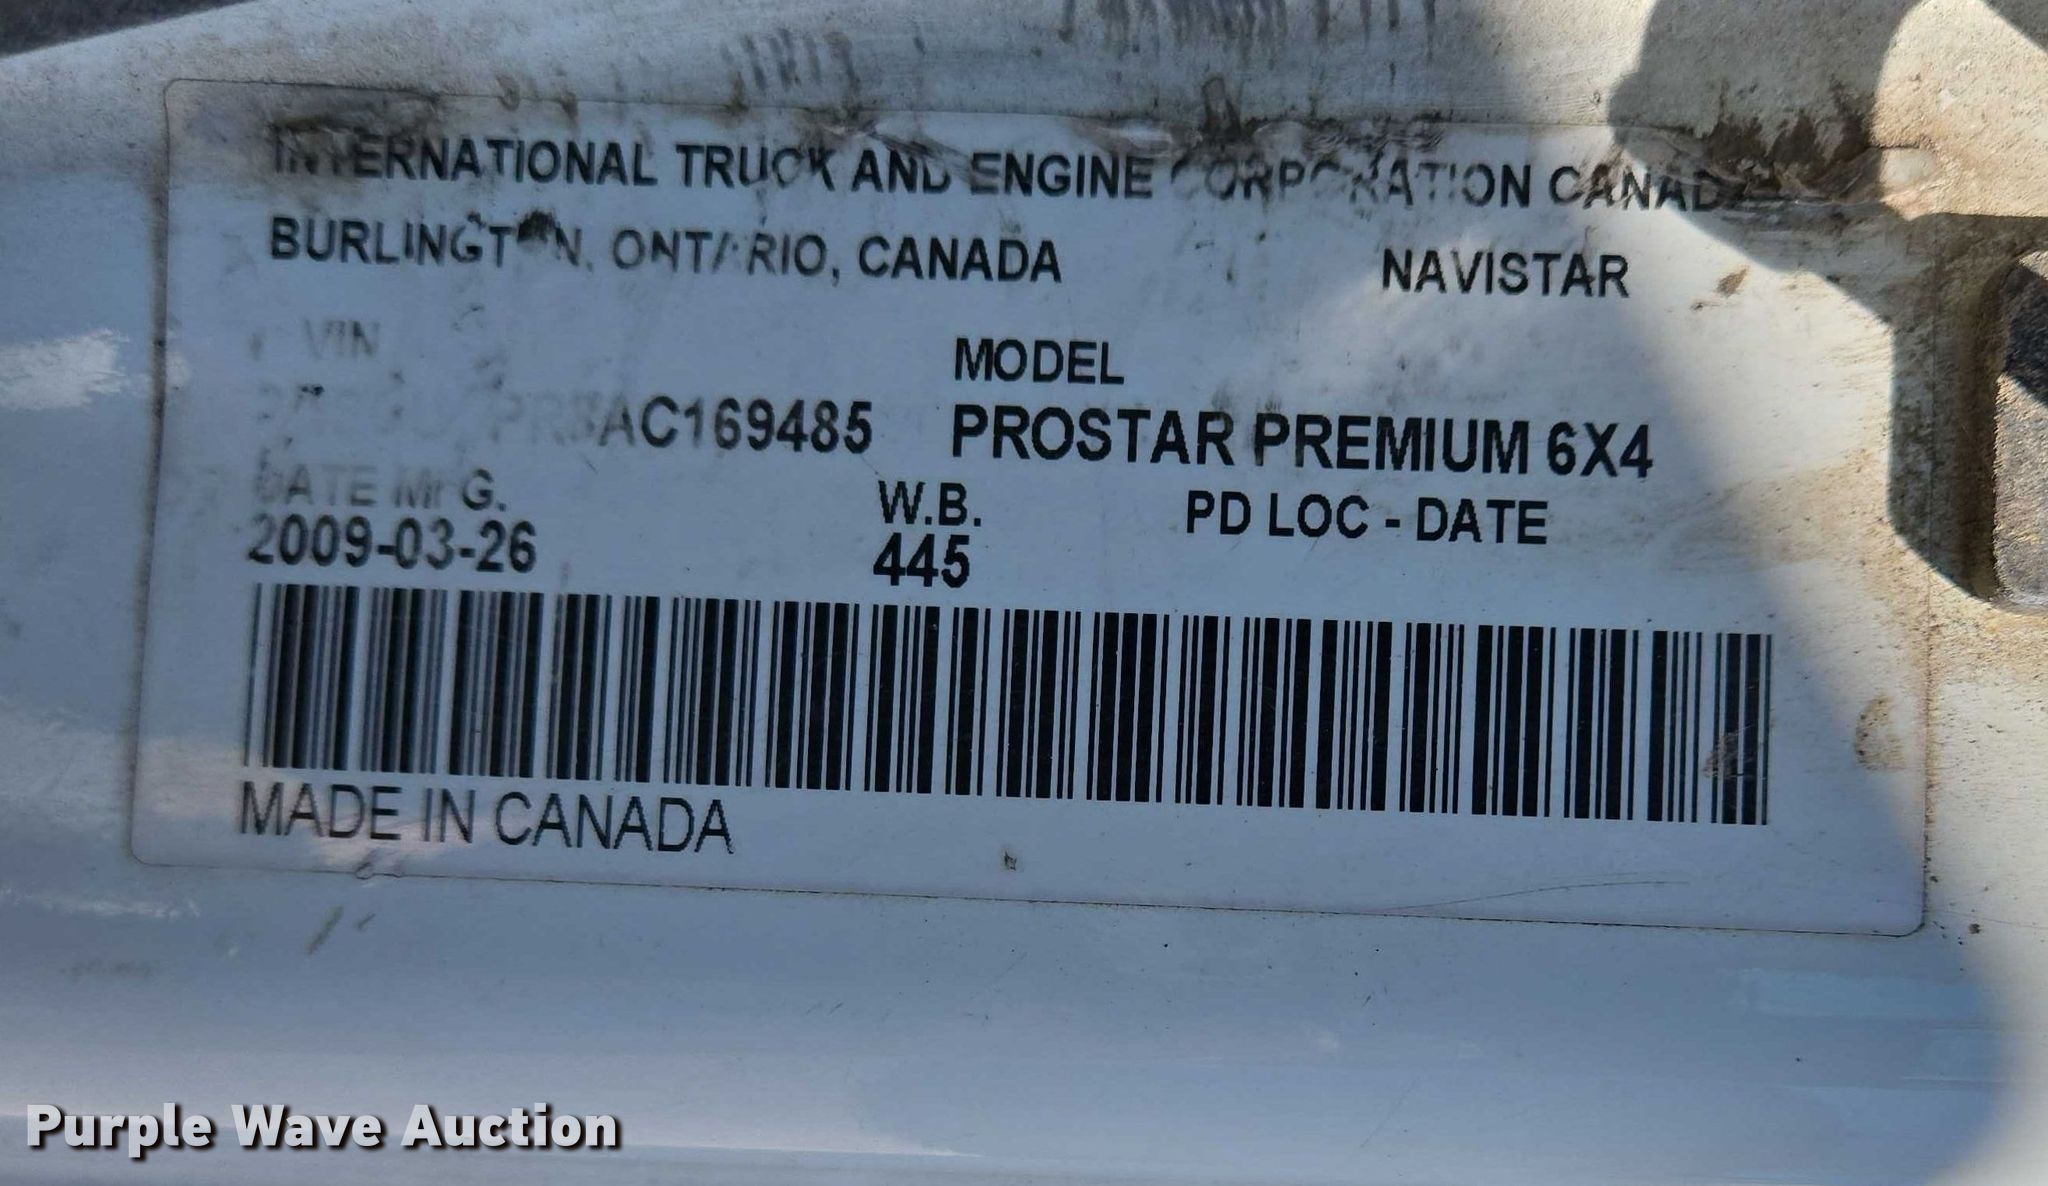 INTERNATIONAL TRUCK AND ENGINE CORPORATION CANADA
BURLINGTON, ONTARIO, CANADA NAVISTAR
VIN MODEL
PROSTAR PREMIUM 6X4
DATE MFG. W.B. PD LOC - DATE
2009-03-26 445
MADE IN CANADA
Purple Wave Auction